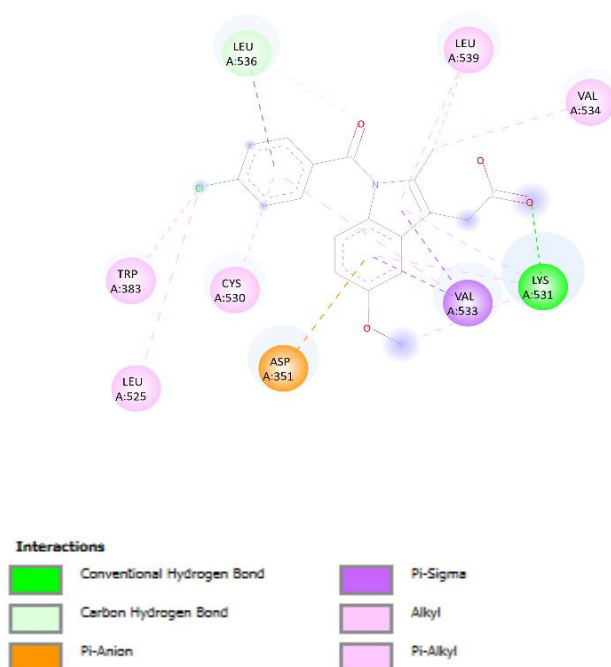 LEU
A:536
LEU
A:539
VAL
A:534
O
Cl
N
O
O
TRP
A:383
CYS
A:530
VAL
A:533
LYS
A:531
O
ASP
A:351
LEU
A:525
Interactions
Conventional Hydrogen Bond
Carbon Hydrogen Bond
Pi-Anion
Pi-Sigma
Alkyl
Pi-Alkyl